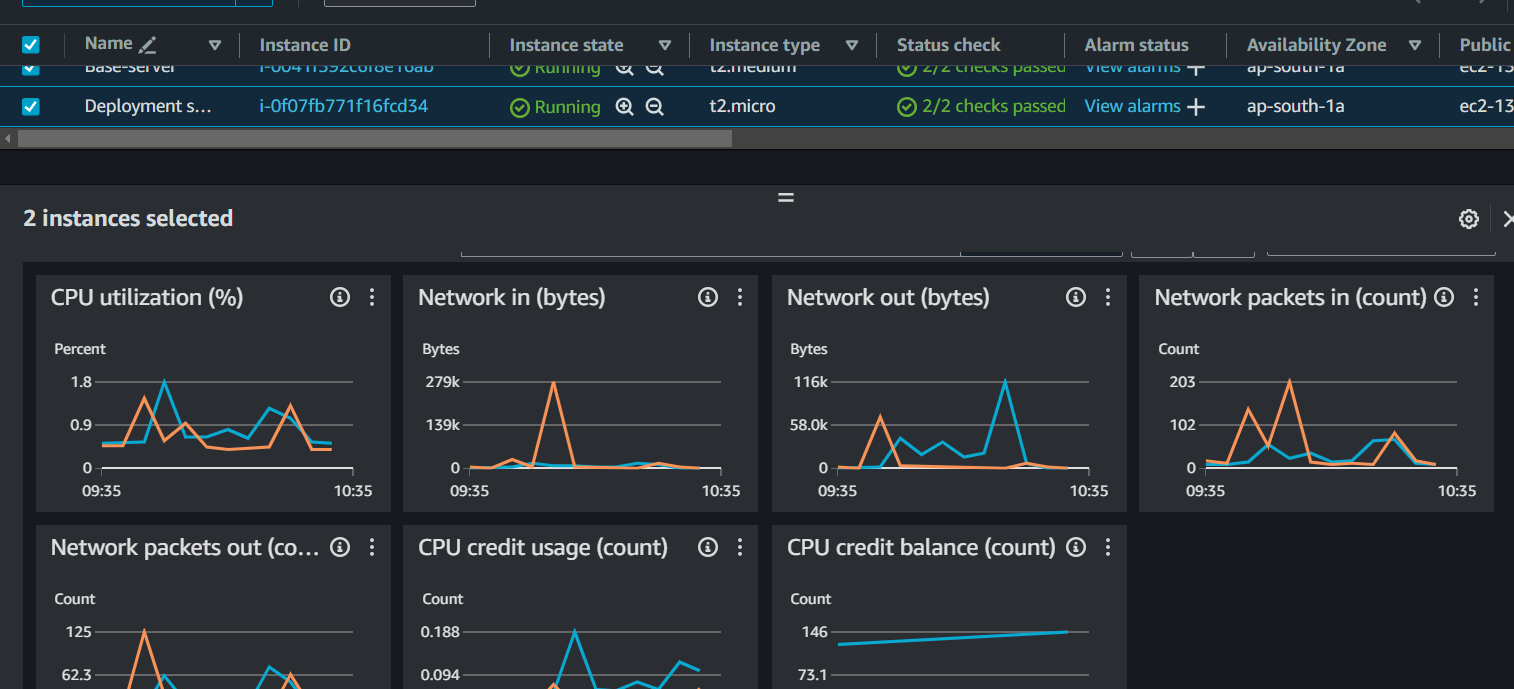 Name Instance ID Instance state Instance type Status check Alarm status Availability Zone Public
Base-server i-0041f392c6f8e16ab Running t2.medium 2/2 checks passed View alarms ap-south-1a ec2-13
Deployment s... i-0f07fb771f16fcd34 Running t2.micro 2/2 checks passed View alarms ap-south-1a ec2-13
2 instances selected
CPU utilization (%)
Percent
1.8
0.9
0
09:35 10:35
Network in (bytes)
Bytes
279k
139k
0
09:35 10:35
Network out (bytes)
Bytes
116k
58.0k
0
09:35 10:35
Network packets in (count)
Count
203
102
0
09:35 10:35
Network packets out (co...
Count
125
62.3
CPU credit usage (count)
Count
0.188
0.094
CPU credit balance (count)
Count
146
73.1